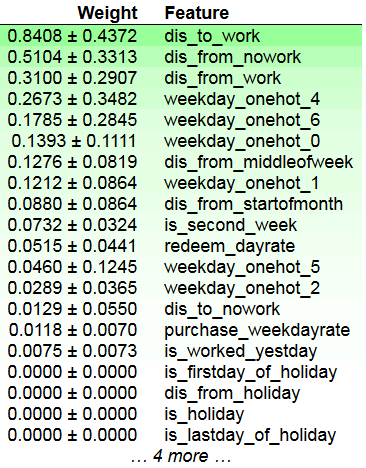 Weight Feature
0.8408 ± 0.4372 dis_to_work
0.5104 ± 0.3313 dis_from_nowork
0.3100 ± 0.2907 dis_from_work
0.2673 ± 0.3482 weekday_onehot_4
0.1785 ± 0.2845 weekday_onehot_6
0.1393 ± 0.1111 weekday_onehot_0
0.1276 ± 0.0819 dis_from_middleofweek
0.1212 ± 0.0864 weekday_onehot_1
0.0880 ± 0.0864 dis_from_startofmonth
0.0732 ± 0.0324 is_second_week
0.0515 ± 0.0441 redeem_dayrate
0.0460 ± 0.1245 weekday_onehot_5
0.0289 ± 0.0365 weekday_onehot_2
0.0129 ± 0.0550 dis_to_nowork
0.0118 ± 0.0070 purchase_weekdayrate
0.0075 ± 0.0073 is_worked_yestday
0.0000 ± 0.0000 is_firstday_of_holiday
0.0000 ± 0.0000 dis_from_holiday
0.0000 ± 0.0000 is_holiday
0.0000 ± 0.0000 is_lastday_of_holiday
… 4 more …